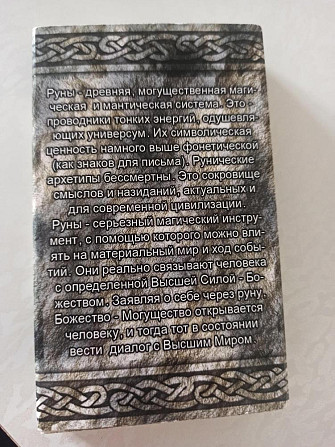 Руны - древняя, могущественная маги-
ческая и мантическая система. Это -
проводники тонких энергий, одушевля-
ющих универсум. Их символическая
ценность намного выше фонетической
(как знаков для письма). Рунические
архетипы бессмертны. Это сокровище
смыслов и назиданий, актуальных и
для современной цивилизации.
Руны - серьезный магический инстру-
мент, с помощью которого можно вли-
ять на материальный мир и ход собы-
тий. Они реально связывают человека
с определенной Высшей Силой - Бо-
жеством. Заявляя о себе через руну,
Божество - Могущество открывается
человеку, и тогда тот в состоянии
вести диалог с Высшим Миром.